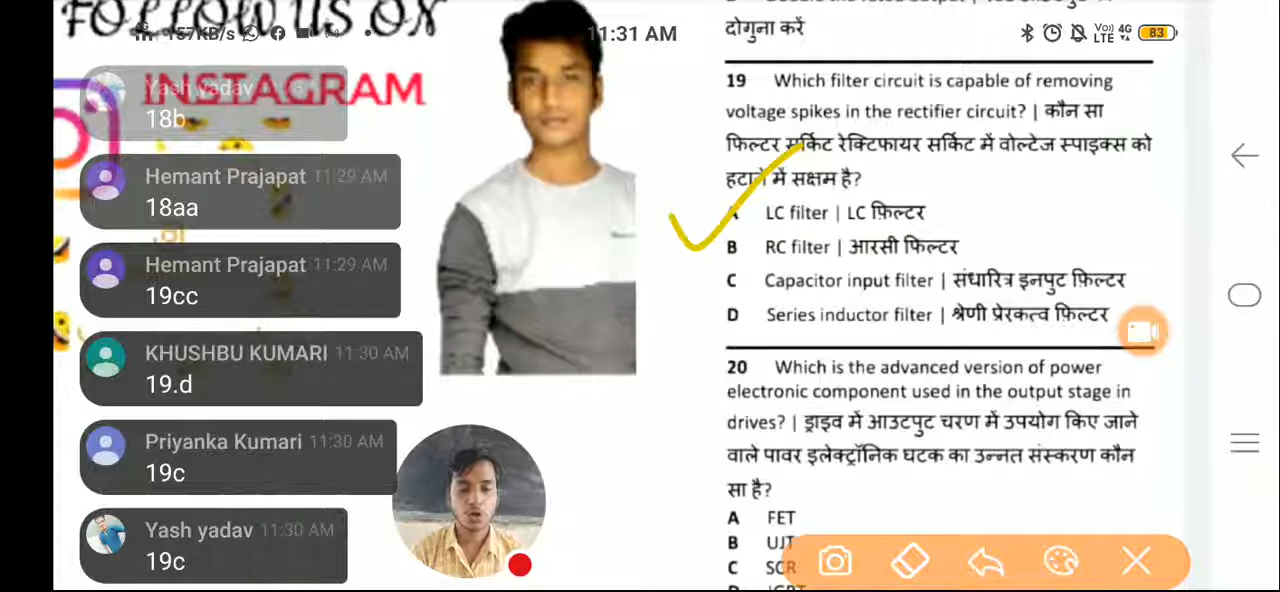 FOLLOW US ON
157KB/s
11:31 AM
Vo))
LTE
4G
83
INSTAGRAM
Yash yadav
18b
Hemant Prajapat 11:29 AM
18aa
Hemant Prajapat 11:29 AM
19cc
KHUSHBU KUMARI 11:30 AM
19.d
Priyanka Kumari 11:30 AM
19c
Yash yadav 11:30 AM
19c
दोगुना करें
19 Which filter circuit is capable of removing
voltage spikes in the rectifier circuit? | कौन सा
फिल्टर सर्किट रेक्टिफायर सर्किट में वोल्टेज स्पाइक्स को
हटाने में सक्षम है?
A LC filter | LC फ़िल्टर
B RC filter | आरसी फिल्टर
C Capacitor input filter | संधारित्र इनपुट फ़िल्टर
D Series inductor filter | श्रेणी प्रेरकत्व फ़िल्टर
20 Which is the advanced version of power
electronic component used in the output stage in
drives? | ड्राइव में आउटपुट चरण में उपयोग किए जाने
वाले पावर इलेक्ट्रॉनिक घटक का उन्नत संस्करण कौन
सा है?
A FET
B UJT
C SCR